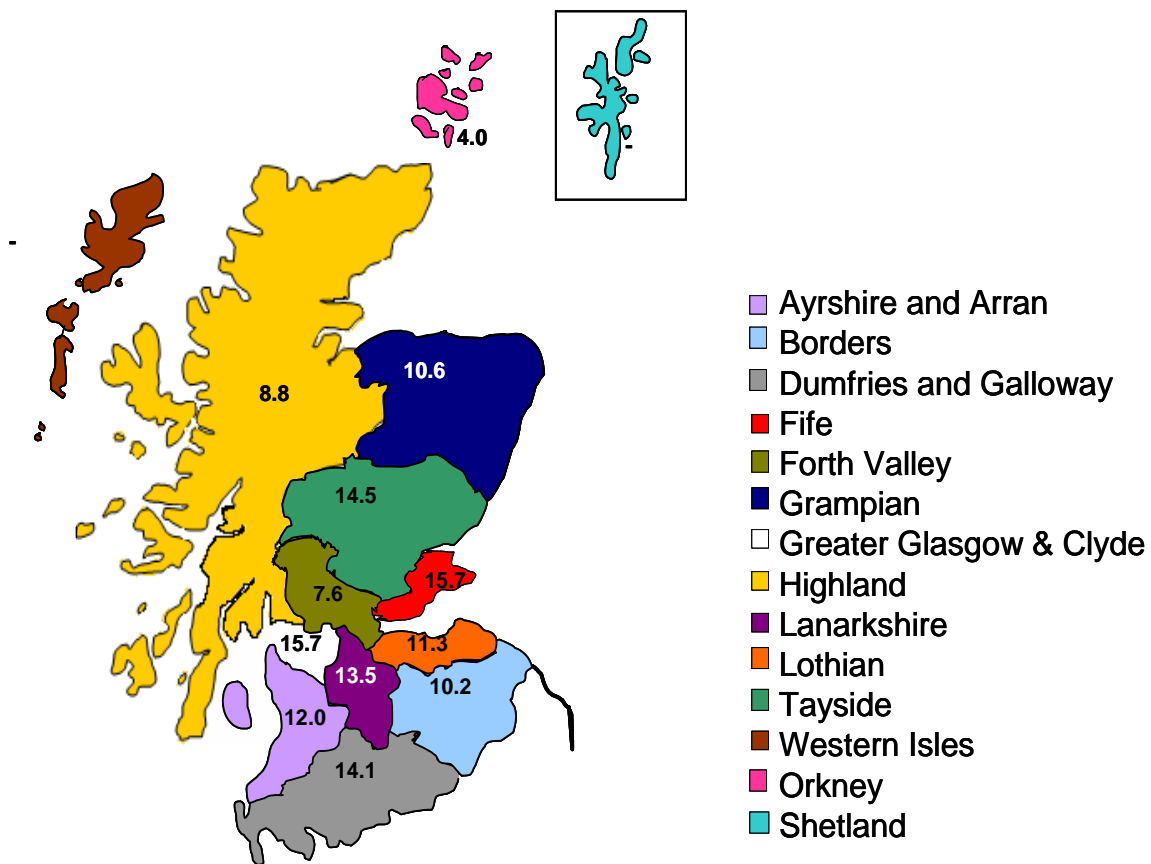 4.0
-
-
10.6
8.8
14.5
15.7
7.6
15.7
11.3
13.5
10.2
12.0
14.1
Ayrshire and Arran
Borders
Dumfries and Galloway
Fife
Forth Valley
Grampian
Greater Glasgow & Clyde
Highland
Lanarkshire
Lothian
Tayside
Western Isles
Orkney
Shetland